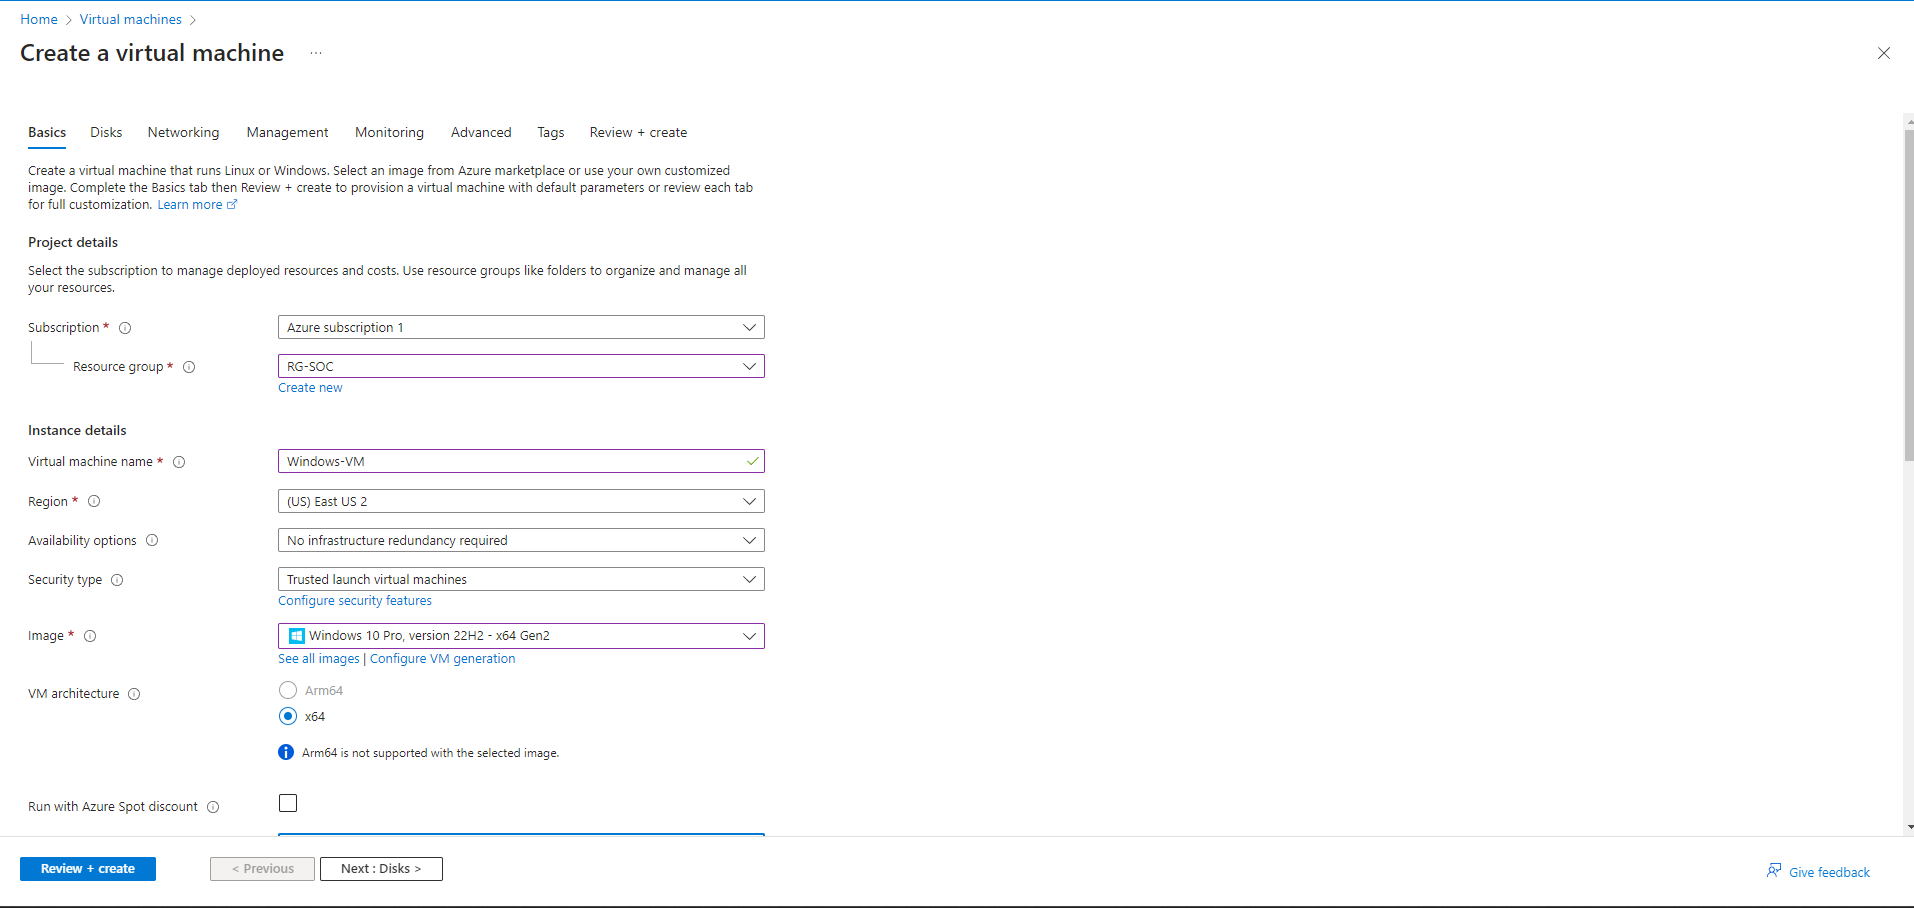 Home > Virtual machines >
Create a virtual machine ...
Basics Disks Networking Management Monitoring Advanced Tags Review + create
Create a virtual machine that runs Linux or Windows. Select an image from Azure marketplace or use your own customized
image. Complete the Basics tab then Review + create to provision a virtual machine with default parameters or review each tab
for full customization. Learn more
Project details
Select the subscription to manage deployed resources and costs. Use resource groups like folders to organize and manage all
your resources.
Subscription * Azure subscription 1
Resource group * RG-SOC
Create new
Instance details
Virtual machine name * Windows-VM
Region * (US) East US 2
Availability options No infrastructure redundancy required
Security type Trusted launch virtual machines
Configure security features
Image * Windows 10 Pro, version 22H2 - x64 Gen2
See all images | Configure VM generation
VM architecture Arm64
x64
Arm64 is not supported with the selected image.
Run with Azure Spot discount
Review + create < Previous Next : Disks > Give feedback